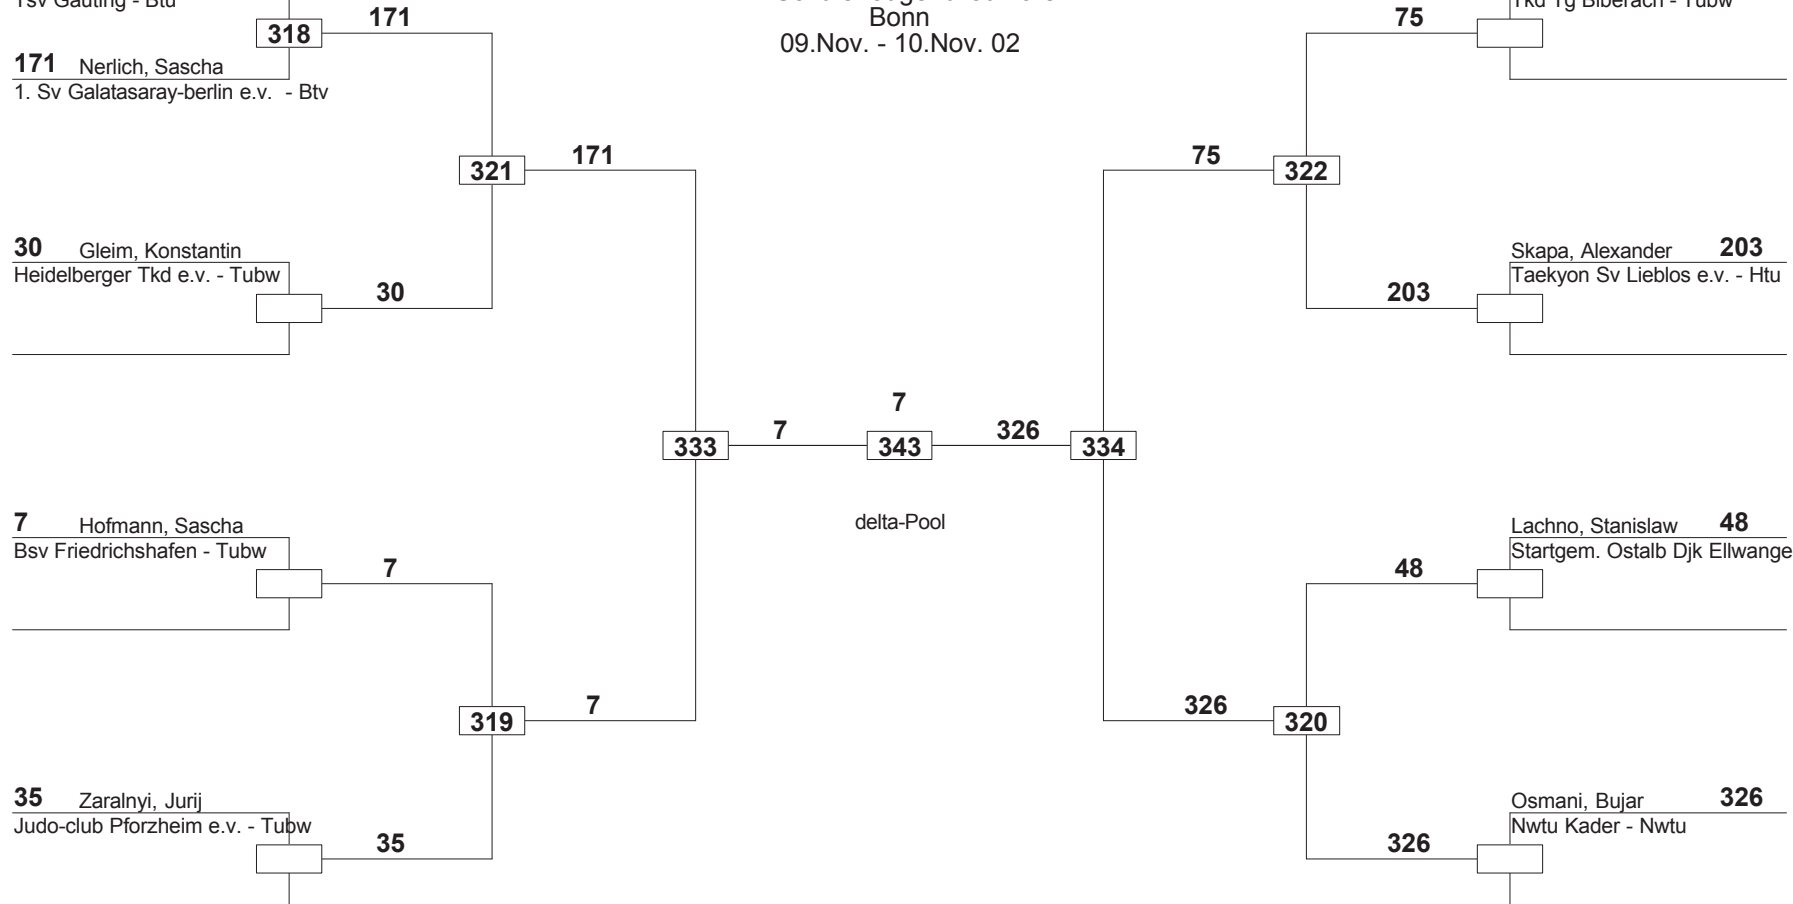 Tsv Gauting - Btu
318
171
171 Nerlich, Sascha
1. Sv Galatasaray-berlin e.v. - Btv
321
171
30 Gleim, Konstantin
Heidelberger Tkd e.v. - Tubw
30
7 Hofmann, Sascha
Bsv Friedrichshafen - Tubw
7
319
7
35 Zaralnyi, Jurij
Judo-club Pforzheim e.v. - Tubw
35
Bonn
09.Nov. - 10.Nov. 02
333
7
7
343
326
334
delta-Pool
75
Tkd Tg Biberach - Tubw
75
322
Skapa, Alexander 203
Taekyon Sv Lieblos e.v. - Htu
203
Lachno, Stanislaw 48
Startgem. Ostalb Djk Ellwange
48
326
320
Osmani, Bujar 326
Nwtu Kader - Nwtu
326